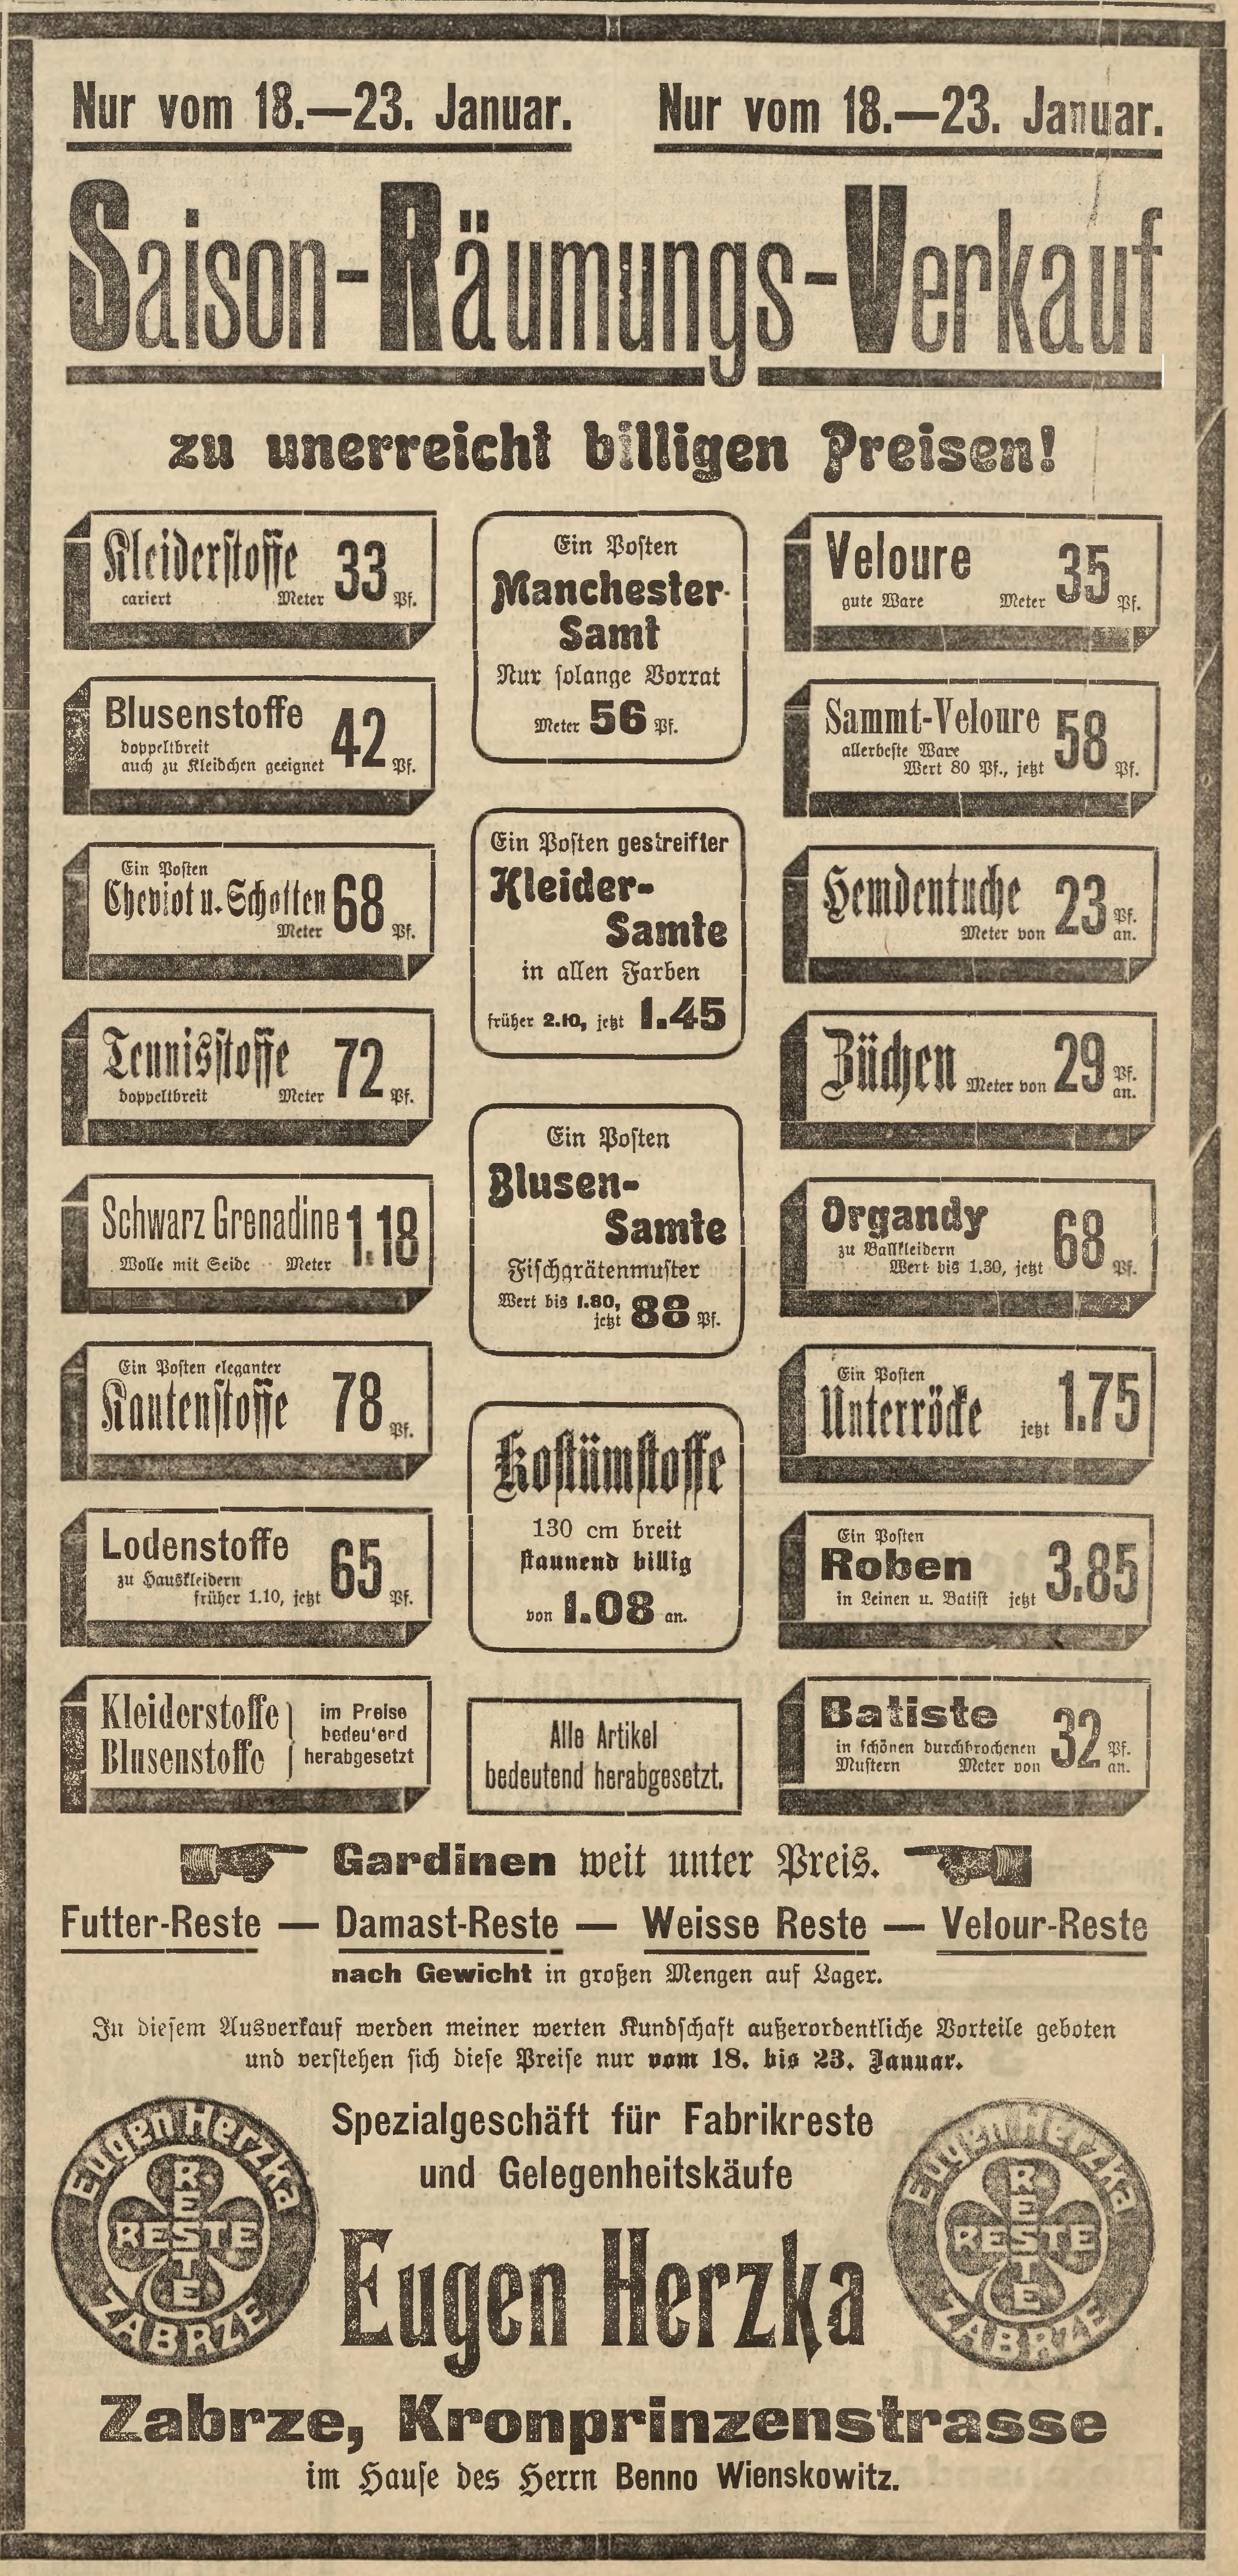 Nur vom 18.—23. Januar. Nur vom 18.—23. Januar.
Saison-Räumungs-Verkauf
zu unerreicht billigen Preisen!
Kleiderstoffe 33
cariert Meter Pf.
Blusenstoffe 42
doppeltbreit
auch zu Kleidchen geeignet Pf.
Ein Posten
Cheviot u. Schotten 68
Meter Pf.
Tennisstoffe 72
doppeltbreit Meter Pf.
Schwarz Grenadine 1.18
Wolle mit Seide Meter
Ein Posten eleganter
Kantenstoffe 78 Pf.
Lodenstoffe 65
zu Hauskleidern
früher 1.10, jetzt Pf.
Kleiderstoffe
Blusenstoffe
im Preise
bedeutend
herabgesetzt
Ein Posten
Manchester-
Samt
Nur solange Vorrat
Meter 56 Pf.
Ein Posten gestreifter
Kleider-
Samte
in allen Farben
früher 2.10, jetzt 1.45
Ein Posten
Blusen-
Samte
Fischgrätenmuster
Wert bis 1.80,
jetzt 88 Pf.
Kostümstoffe
130 cm breit
staunend billig
von 1.08 an.
Alle Artikel
bedeutend herabgesetzt.
Veloure 35
gute Ware Meter Pf.
Sammt-Veloure 58
allerbeste Ware
Wert 80 Pf., jetzt Pf.
Hemdentuche 23 Pf.
Meter von an.
Züchen Meter von 29 Pf.
an.
Organdy 68
zu Ballkleidern
Wert bis 1.30, jetzt Pf.
Ein Posten
Unterröcke jetzt 1.75
Ein Posten
Roben 3.85
in Leinen u. Batist jetzt
Batiste 32
in schönen durchbrochenen Pf.
Mustern Meter von an.
Gardinen weit unter Preis.
Futter-Reste — Damast-Reste — Weisse Reste — Velour-Reste
nach Gewicht in großen Mengen auf Lager.
In diesem Ausverkauf werden meiner werten Kundschaft außerordentliche Vorteile geboten
und verstehen sich diese Preise nur vom 18. bis 23. Januar.
Spezialgeschäft für Fabrikreste
und Gelegenheitskäufe
Eugen Herzka
RESTE
RESTE
ZABRZE
Eugen Herzka
Eugen Herzka
RESTE
RESTE
ZABRZE
Zabrze, Kronprinzenstrasse
im Hause des Herrn Benno Wienskowitz.